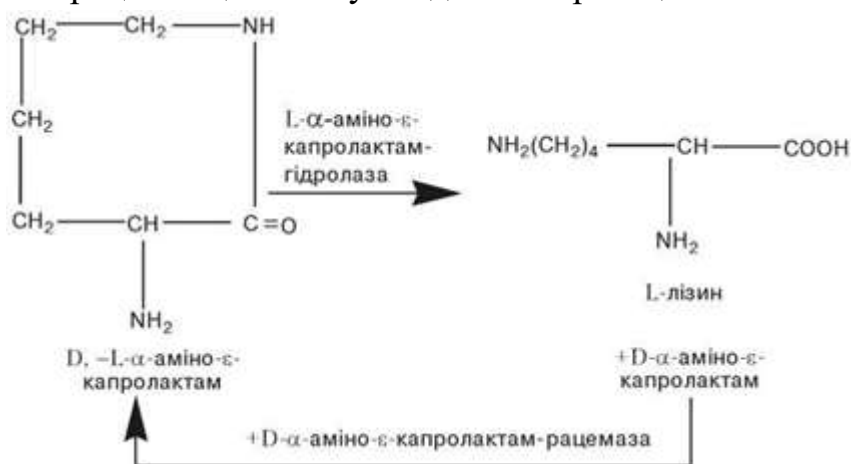 CH₂ CH₂ NH
CH₂
CH₂ CH C=O
NH₂
D, –L-α-аміно-ε-
капролактам
L-α-аміно-ε-
капролактам-
гідролаза
NH₂(CH₂)₄ CH COOH
NH₂
L-лізин
+D-α-аміно-ε-
капролактам
+D-α-аміно-ε-капролактам-рацемаза